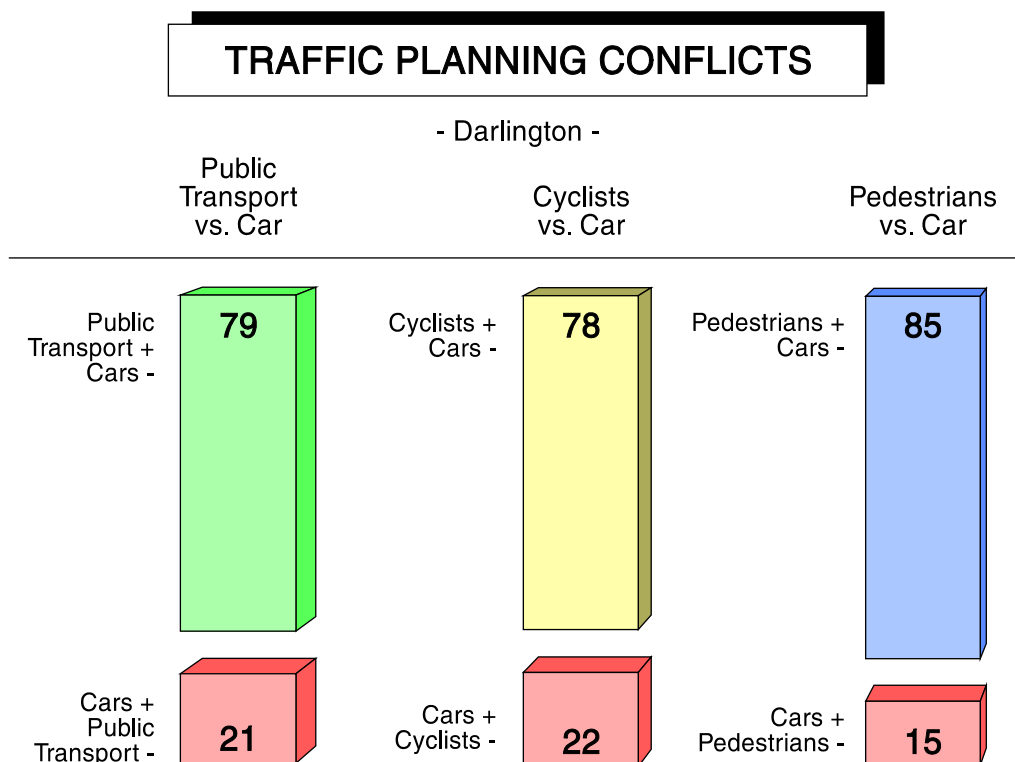 TRAFFIC PLANNING CONFLICTS
- Darlington -
Public
Transport
vs. Car
Cyclists
vs. Car
Pedestrians
vs. Car
Public
Transport +
Cars -
79
Cyclists +
Cars -
78
Pedestrians +
Cars -
85
Cars +
Public
Transport -
21
Cars +
Cyclists -
22
Cars +
Pedestrians -
15